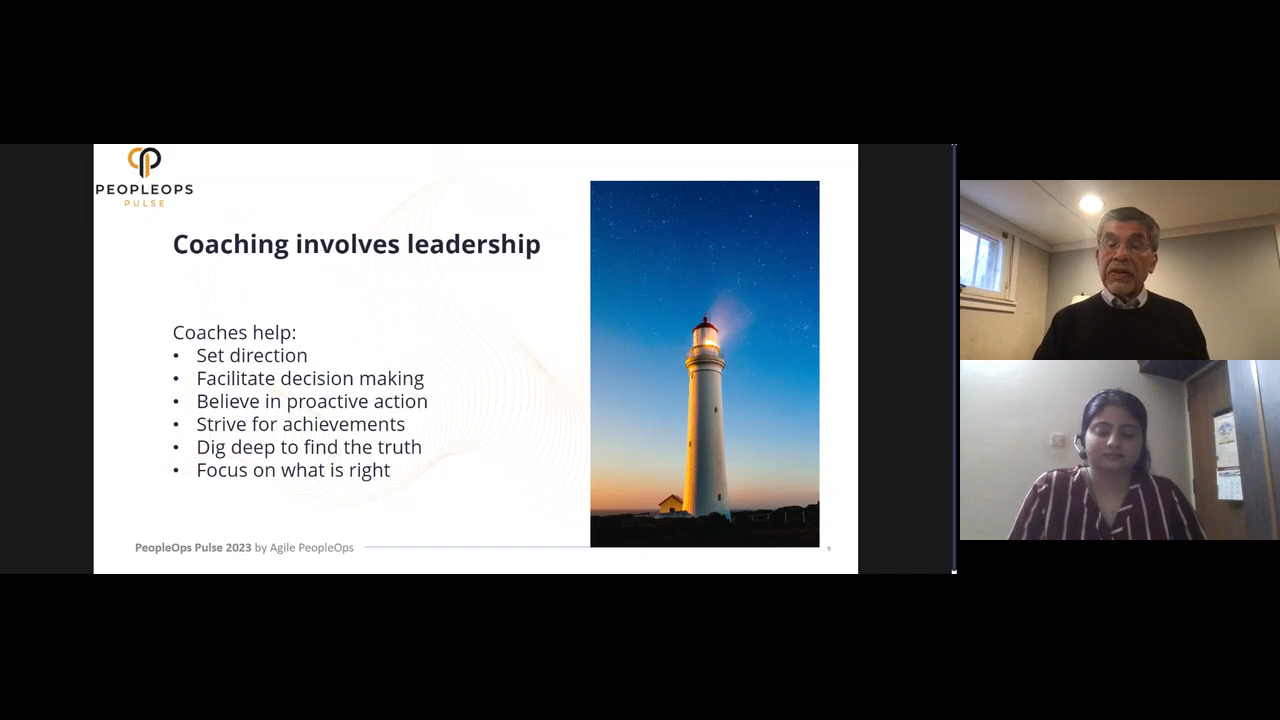 PEOPLEOPS
PULSE
Coaching involves leadership
Coaches help:
• Set direction
• Facilitate decision making
• Believe in proactive action
• Strive for achievements
• Dig deep to find the truth
• Focus on what is right
PeopleOps Pulse 2023 by Agile PeopleOps
9